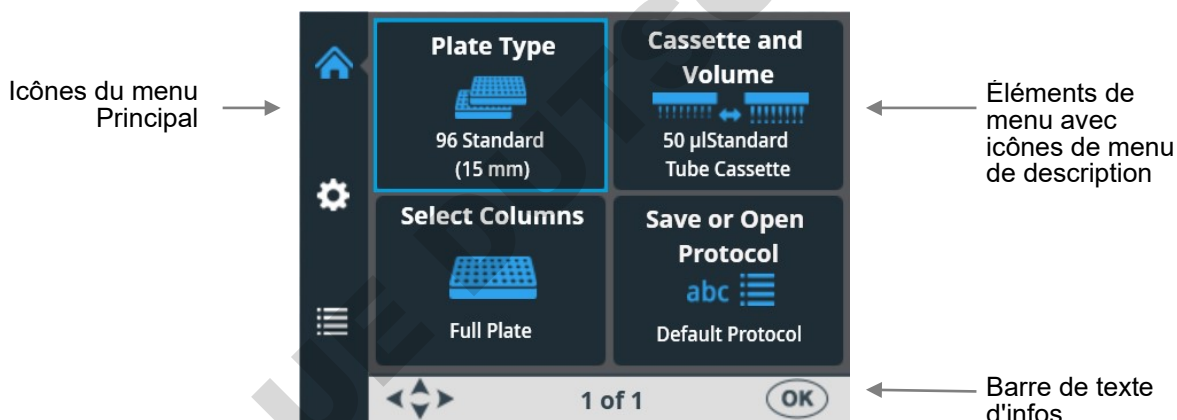 Icônes du menu
Principal
Plate Type
96 Standard
(15 mm)
Cassette and
Volume
50 µlStandard
Tube Cassette
Select Columns
Full Plate
Save or Open
Protocol
abc
Default Protocol
1 of 1
OK
Éléments de
menu avec
icônes de menu
de description
Barre de texte
d'infos